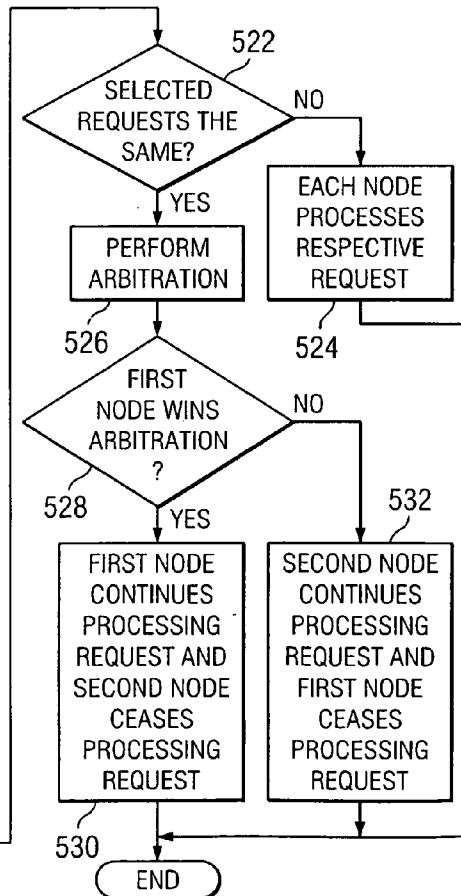 522
SELECTED
REQUESTS THE
SAME?
NO
YES
EACH NODE
PROCESSES
RESPECTIVE
REQUEST
524
PERFORM
ARBITRATION
526
FIRST
NODE WINS
ARBITRATION
?
NO
528
YES
532
FIRST NODE
CONTINUES
PROCESSING
REQUEST AND
SECOND NODE
CEASES
PROCESSING
REQUEST
530
SECOND NODE
CONTINUES
PROCESSING
REQUEST AND
FIRST NODE
CEASES
PROCESSING
REQUEST
END